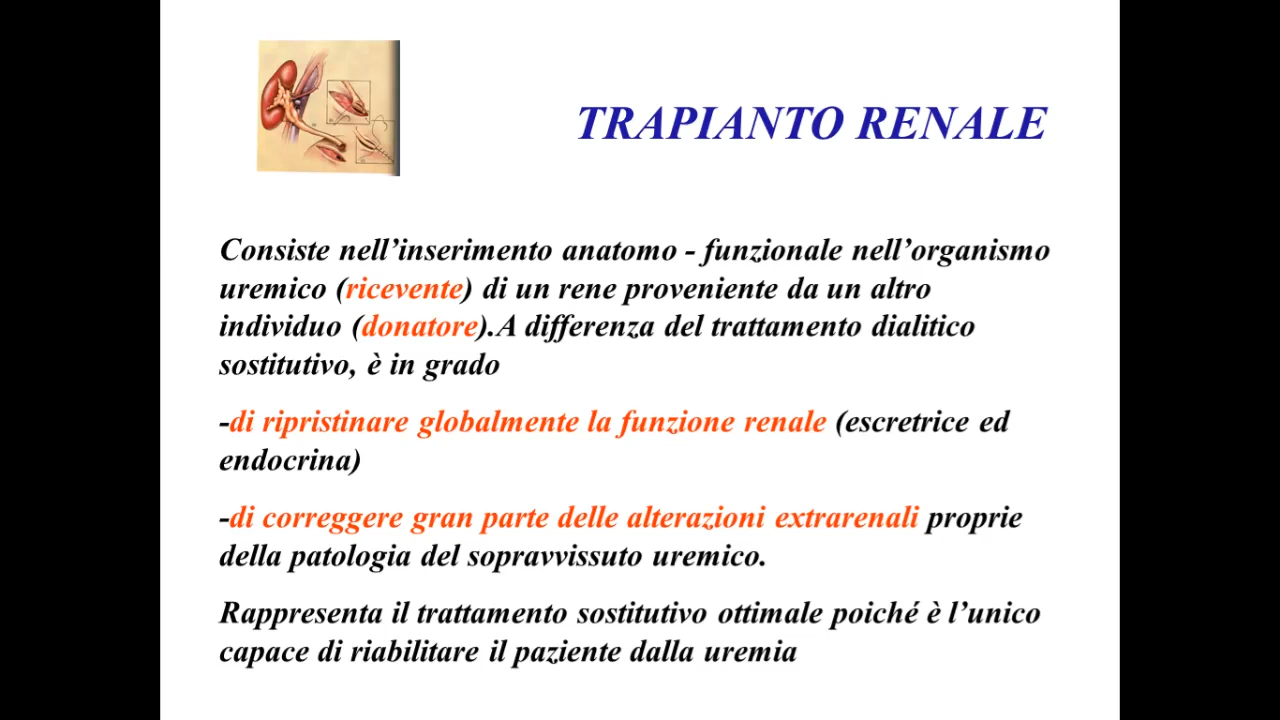 TRAPIANTO RENALE
Consiste nell’inserimento anatomo - funzionale nell’organismo
uremico (ricevente) di un rene proveniente da un altro
individuo (donatore).A differenza del trattamento dialitico
sostitutivo, è in grado
-di ripristinare globalmente la funzione renale (escretrice ed
endocrina)
-di correggere gran parte delle alterazioni extrarenali proprie
della patologia del sopravvissuto uremico.
Rappresenta il trattamento sostitutivo ottimale poiché è l’unico
capace di riabilitare il paziente dalla uremia